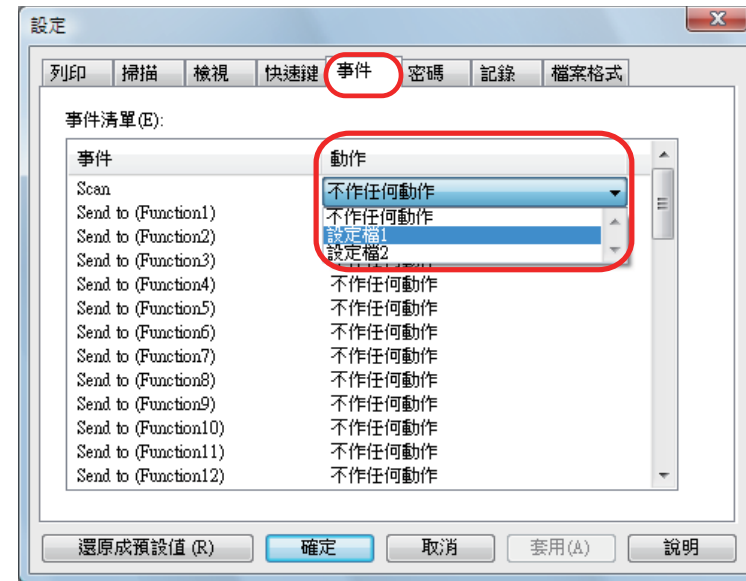 設定
列印 掃描 檢視 快速鍵 事件 密碼 記錄 檔案格式
事件清單(E):
事件 動作
Scan 不作任何動作
Send to (Function1) 不作任何動作
Send to (Function2) 設定檔1
Send to (Function3) 設定檔2
Send to (Function4) 不作任何動作
Send to (Function5) 不作任何動作
Send to (Function6) 不作任何動作
Send to (Function7) 不作任何動作
Send to (Function8) 不作任何動作
Send to (Function9) 不作任何動作
Send to (Function10) 不作任何動作
Send to (Function11) 不作任何動作
Send to (Function12) 不作任何動作
還原成預設值 (R) 確定 取消 套用(A) 說明